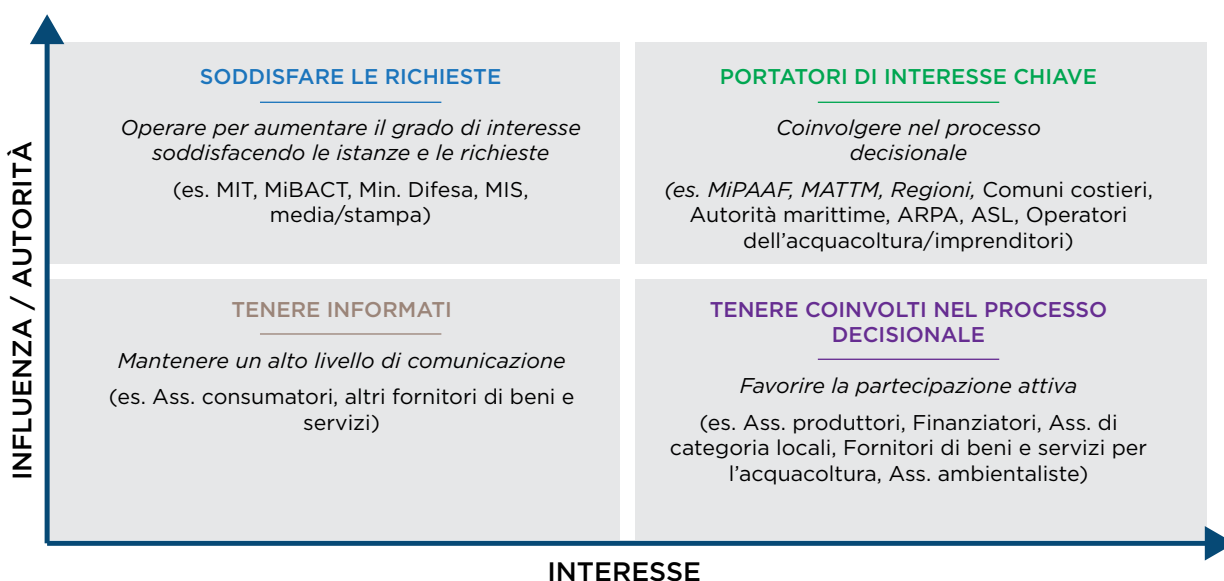 INFLUENZA / AUTORITÀ
SODDISFARE LE RICHIESTE
Operare per aumentare il grado di interesse
soddisfacendo le istanze e le richieste
(es. MIT, MiBACT, Min. Difesa, MIS,
media/stampa)
PORTATORI DI INTERESSE CHIAVE
Coinvolgere nel processo
decisionale
(es. MiPAAF, MATTM, Regioni, Comuni costieri,
Autorità marittime, ARPA, ASL, Operatori
dell'acquacoltura/imprenditori)
TENERE INFORMATI
Mantenere un alto livello di comunicazione
(es. Ass. consumatori, altri fornitori di beni e
servizi)
TENERE COINVOLTI NEL PROCESSO
DECISIONALE
Favorire la partecipazione attiva
(es. Ass. produttori, Finanziatori, Ass. di
categoria locali, Fornitori di beni e servizi per
l'acquacoltura, Ass. ambientaliste)
INTERESSE